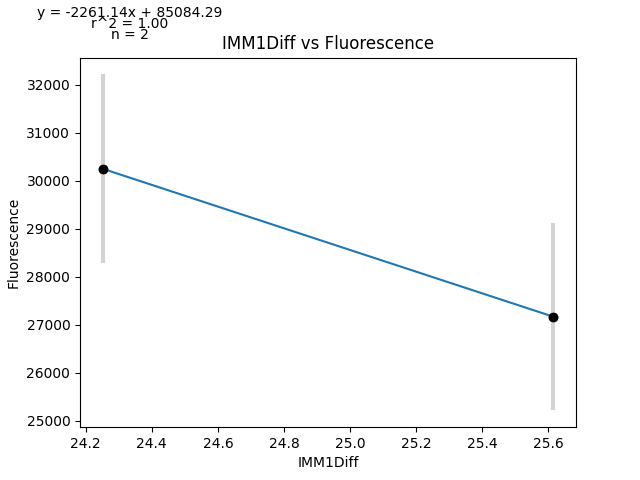 y = -2261.14x + 85084.29
r^2 = 1.00
n = 2
IMM1Diff vs Fluorescence
32000
31000
30000
29000
28000
27000
26000
25000
Fluorescence
24.2 24.4 24.6 24.8 25.0 25.2 25.4 25.6
IMM1Diff